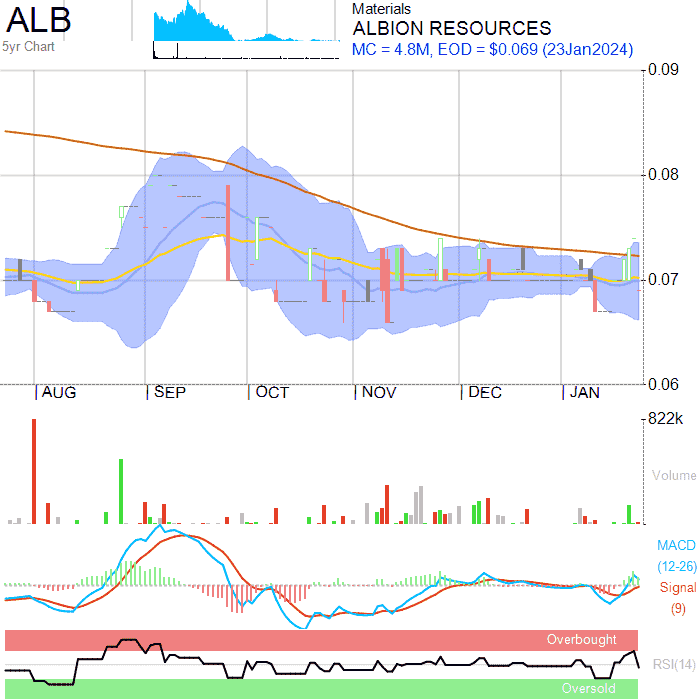 ALB
5yr Chart
Materials
ALBION RESOURCES
MC = 4.8M, EOD = $0.069 (23Jan2024)
0.09
0.08
0.07
0.06
AUG SEP OCT NOV DEC JAN
822k
Volume
MACD
(12-26)
Signal
(9)
Overbought
RSI(14)
Oversold